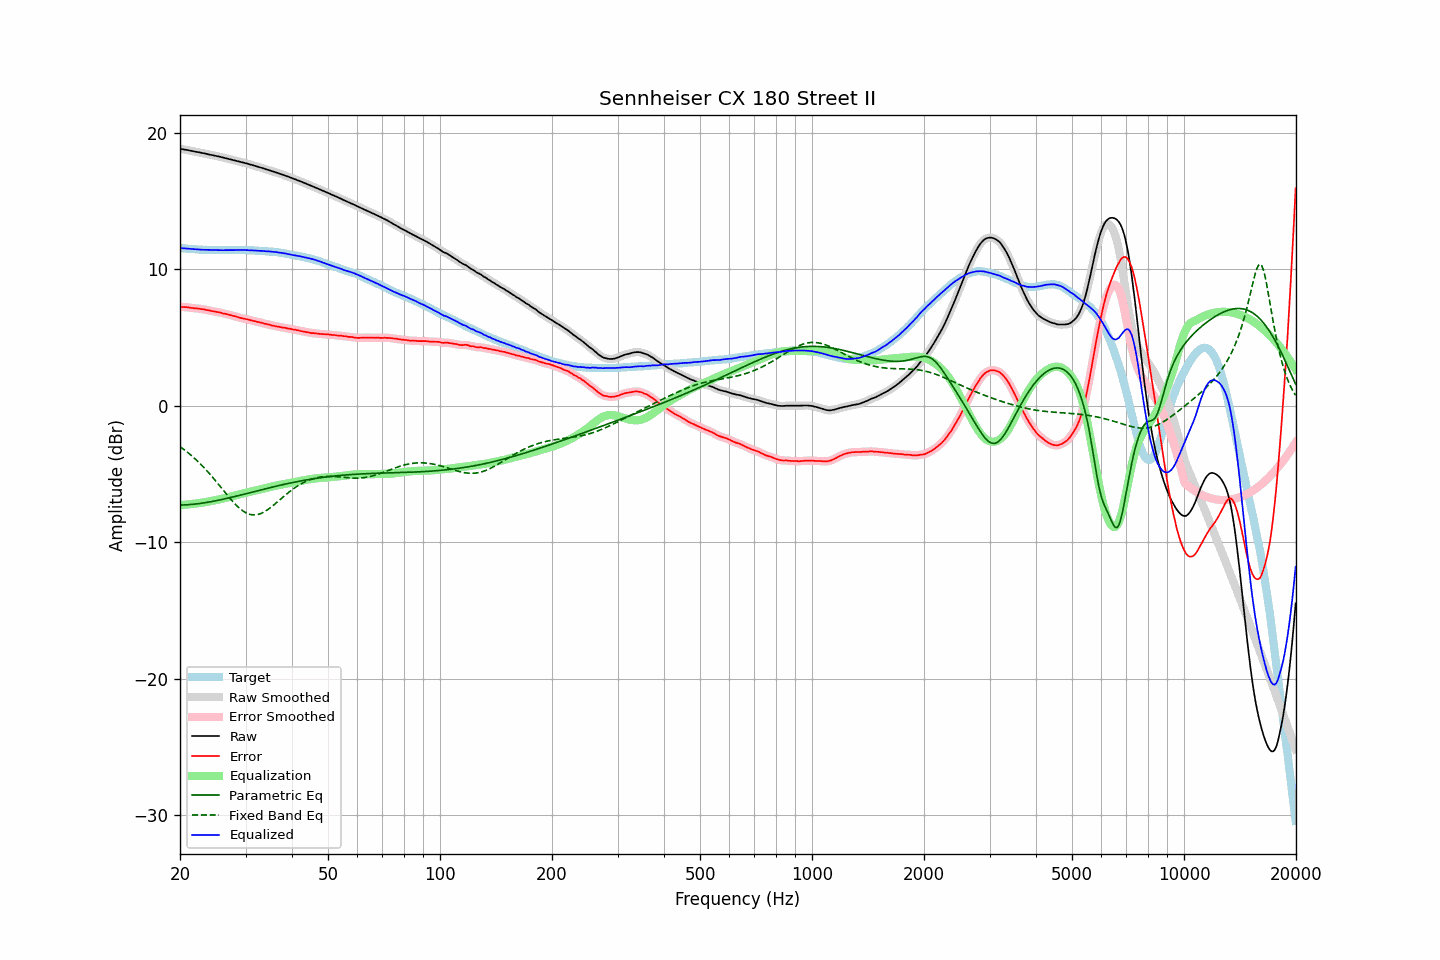 Sennheiser CX 180 Street II
20
10
0
−10
−20
−30
Amplitude (dBr)
Target
Raw Smoothed
Error Smoothed
Raw
Error
Equalization
Parametric Eq
Fixed Band Eq
Equalized
20 50 100 200 500 1000 2000 5000 10000 20000
Frequency (Hz)